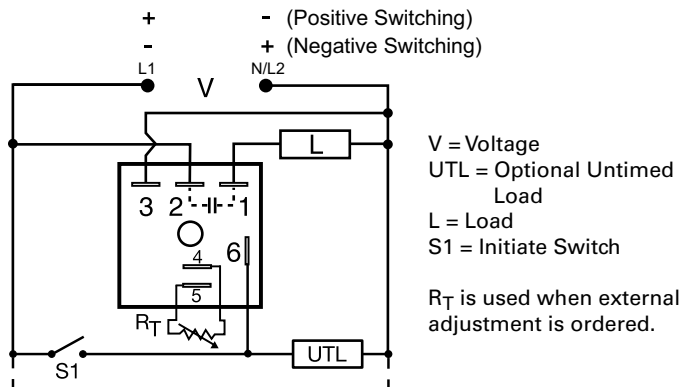 + - (Positive Switching)
- + (Negative Switching)
L1 V N/L2
L
3 2 1
6
4
5
RT
S1 UTL
V = Voltage
UTL = Optional Untimed
Load
L = Load
S1 = Initiate Switch
RT is used when external
adjustment is ordered.